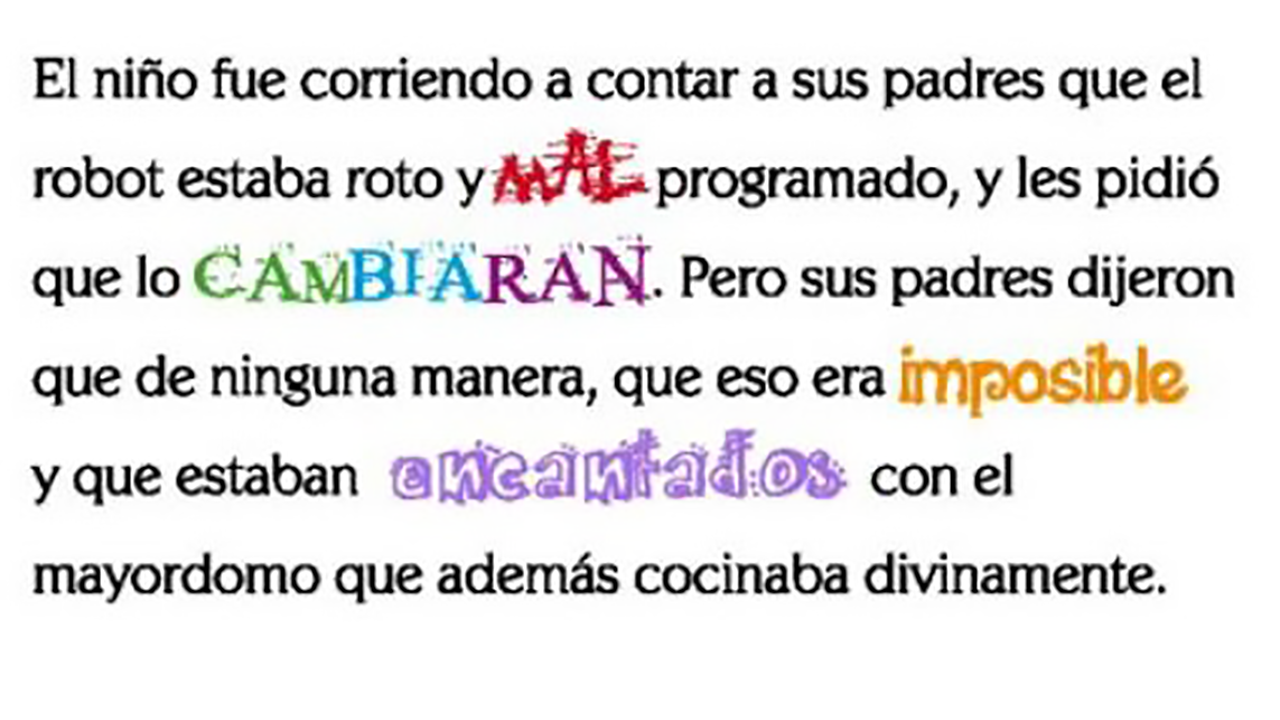 El niño fue corriendo a contar a sus padres que el
robot estaba roto y MAL programado, y les pidió
que lo CAMBIARAN. Pero sus padres dijeron
que de ninguna manera, que eso era imposible
y que estaban encantados con el
mayordomo que además cocinaba divinamente.